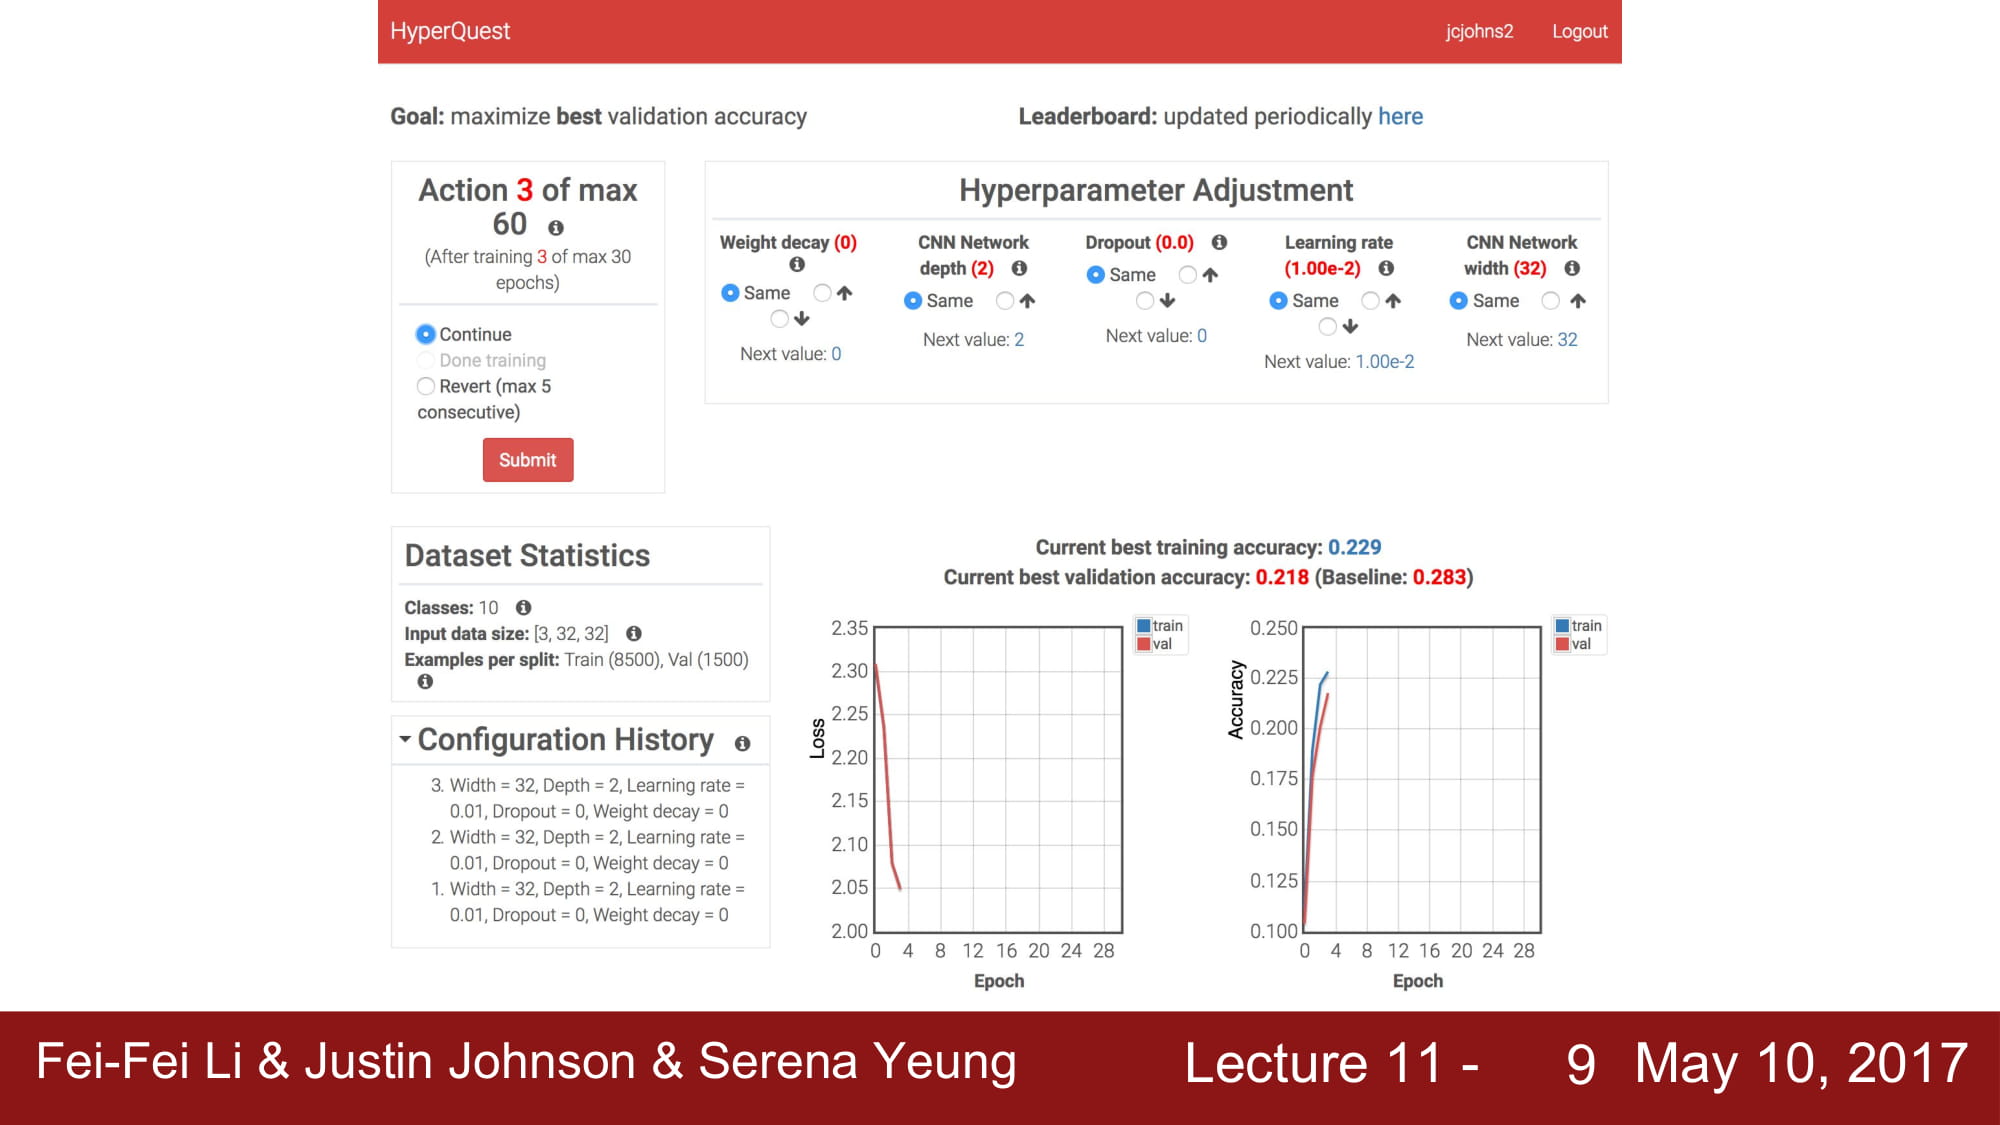 HyperQuest
jcjohns2 Logout
Goal: maximize best validation accuracy
Leaderboard: updated periodically here
Action 3 of max
60
(After training 3 of max 30
epochs)
Continue
Done training
Revert (max 5
consecutive)
Submit
Hyperparameter Adjustment
Weight decay (0)
Same
Next value: 0
CNN Network
depth (2)
Same
Next value: 2
Dropout (0.0)
Same
Next value: 0
Learning rate
(1.00e-2)
Same
Next value: 1.00e-2
CNN Network
width (32)
Same
Next value: 32
Dataset Statistics
Classes: 10
Input data size: [3, 32, 32]
Examples per split: Train (8500), Val (1500)
Configuration History
3. Width = 32, Depth = 2, Learning rate =
0.01, Dropout = 0, Weight decay = 0
2. Width = 32, Depth = 2, Learning rate =
0.01, Dropout = 0, Weight decay = 0
1. Width = 32, Depth = 2, Learning rate =
0.01, Dropout = 0, Weight decay = 0
Current best training accuracy: 0.229
Current best validation accuracy: 0.218 (Baseline: 0.283)
2.35
2.30
2.25
2.20
2.15
2.10
2.05
2.00
Loss
0 4 8 12 16 20 24 28
Epoch
train
val
0.250
0.225
0.200
0.175
0.150
0.125
0.100
Accuracy
0 4 8 12 16 20 24 28
Epoch
train
val
Fei-Fei Li & Justin Johnson & Serena Yeung Lecture 11 - 9 May 10, 2017